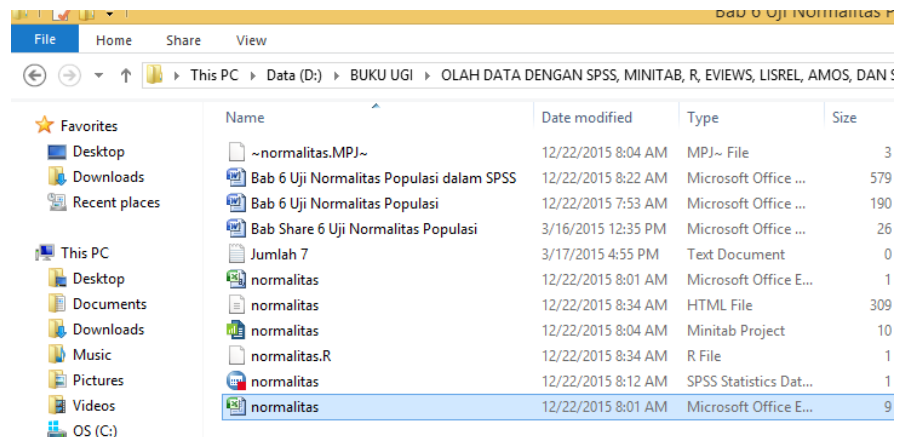 Bab 6 Uji Normalitas P
File Home Share View
This PC Data (D:) BUKU UGI OLAH DATA DENGAN SPSS, MINITAB, R, EVIEWS, LISREL, AMOS, DAN S
Name Date modified Type Size
Favorites
Desktop
Downloads
Recent places
This PC
Desktop
Documents
Downloads
Music
Pictures
Videos
OS (C:)
~normalitas.MPJ~ 12/22/2015 8:04 AM MPJ~ File 3
Bab 6 Uji Normalitas Populasi dalam SPSS 12/22/2015 8:22 AM Microsoft Office ... 579
Bab 6 Uji Normalitas Populasi 12/22/2015 7:53 AM Microsoft Office ... 190
Bab Share 6 Uji Normalitas Populasi 3/16/2015 12:35 PM Microsoft Office ... 26
Jumlah 7 3/17/2015 4:55 PM Text Document 0
normalitas 12/22/2015 8:01 AM Microsoft Office E... 1
normalitas 12/22/2015 8:34 AM HTML File 309
normalitas 12/22/2015 8:04 AM Minitab Project 10
normalitas.R 12/22/2015 8:34 AM R File 1
normalitas 12/22/2015 8:12 AM SPSS Statistics Dat... 1
normalitas 12/22/2015 8:01 AM Microsoft Office E... 9